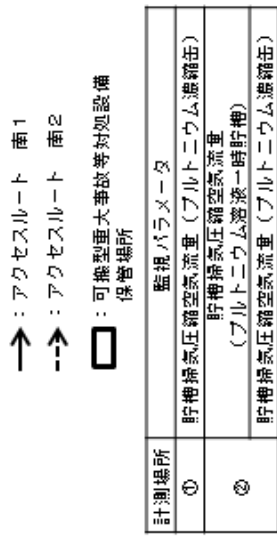 →：アクセスルート　南1
⇢：アクセスルート　南2
□：可搬型重大事故等対処設備
保管場所
計測場所　監視パラメータ
①　貯槽掃気圧縮空気流量（プルトニウム濃縮缶）
貯槽掃気圧縮空気流量
②　（プルトニウム溶液一時貯槽）
貯槽掃気圧縮空気流量（プルトニウム濃縮缶）